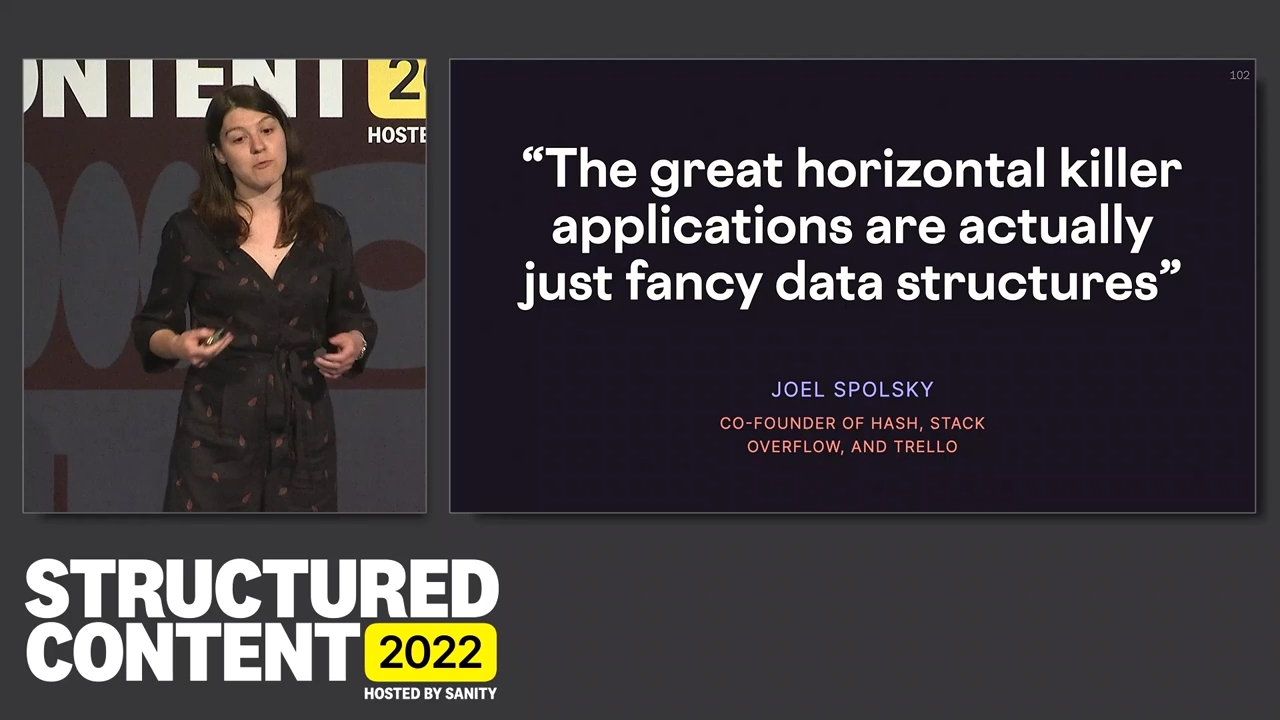 ONTENT 20
HOSTE
102
“The great horizontal killer
applications are actually
just fancy data structures”
JOEL SPOLSKY
CO-FOUNDER OF HASH, STACK
OVERFLOW, AND TRELLO
STRUCTURED
CONTENT 2022
HOSTED BY SANITY